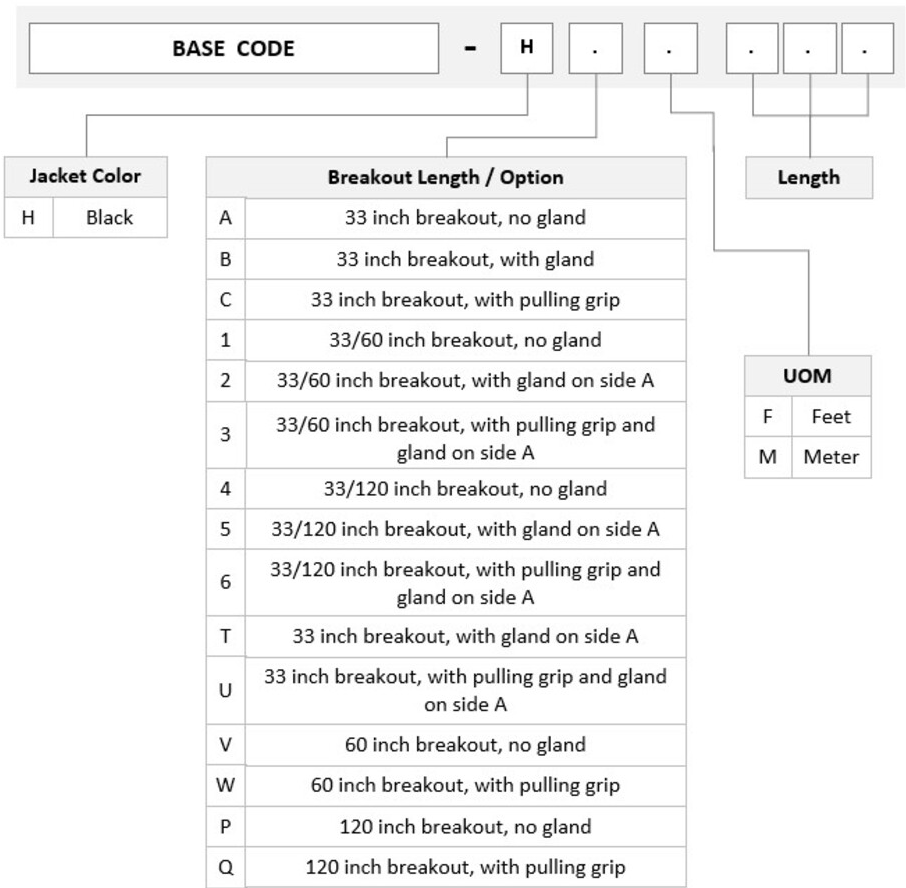 BASE CODE - H . . . . .
Jacket Color
H Black
Breakout Length / Option
A 33 inch breakout, no gland
B 33 inch breakout, with gland
C 33 inch breakout, with pulling grip
1 33/60 inch breakout, no gland
2 33/60 inch breakout, with gland on side A
3 33/60 inch breakout, with pulling grip and
gland on side A
4 33/120 inch breakout, no gland
5 33/120 inch breakout, with gland on side A
6 33/120 inch breakout, with pulling grip and
gland on side A
T 33 inch breakout, with gland on side A
U 33 inch breakout, with pulling grip and gland
on side A
V 60 inch breakout, no gland
W 60 inch breakout, with pulling grip
P 120 inch breakout, no gland
Q 120 inch breakout, with pulling grip
Length
UOM
F Feet
M Meter